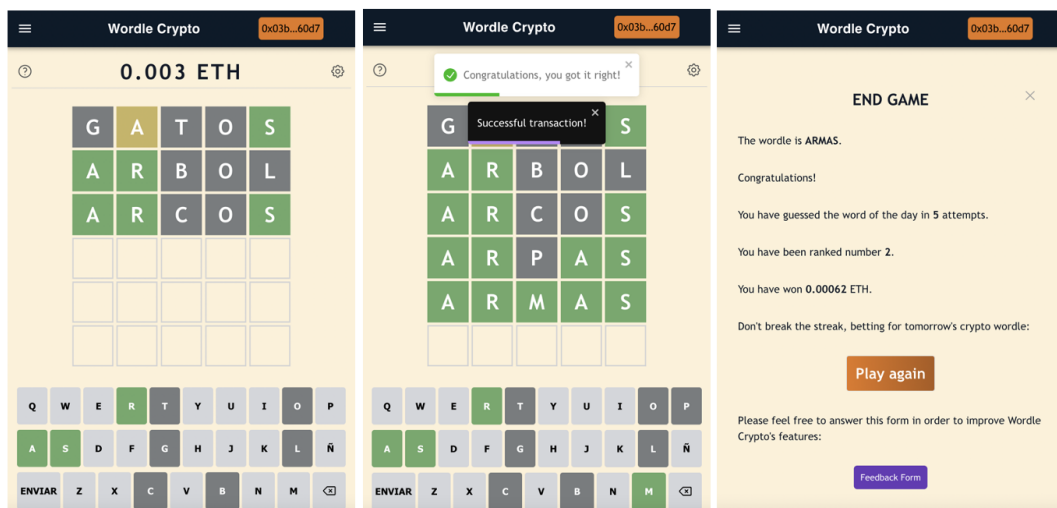 Wordle Crypto
0x03b...60d7
0.003 ETH
G A T O S
A R B O L
A R C O S
Q W E R T Y U I O P
A S D F G H J K L Ñ
ENVIAR Z X C V B N M
Wordle Crypto
0x03b...60d7
Congratulations, you got it right!
Successful transaction!
G S
A R B O L
A R C O S
A R P A S
A R M A S
Q W E R T Y U I O P
A S D F G H J K L Ñ
ENVIAR Z X C V B N M
Wordle Crypto
0x03b...60d7
END GAME
The wordle is ARMAS.
Congratulations!
You have guessed the word of the day in 5 attempts.
You have been ranked number 2.
You have won 0.00062 ETH.
Don't break the streak, betting for tomorrow's crypto wordle:
Play again
Please feel free to answer this form in order to improve Wordle
Crypto's features:
Feedback Form